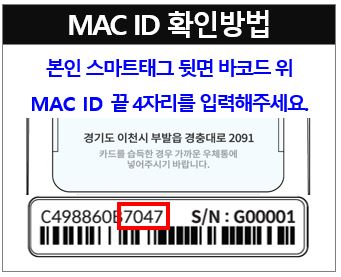 MAC ID 확인방법
본인 스마트태그 뒷면 바코드 위
MAC ID 끝 4자리를 입력해주세요.
경기도 이천시 부발읍 경충대로 2091
카드를 습득한 경우 가까운 우체통에
넣어주시기 바랍니다.
C498860B7047 S/N : G00001